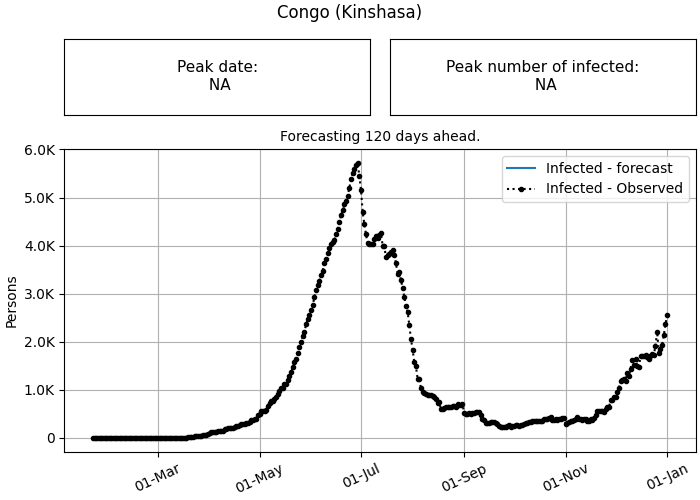 Congo (Kinshasa)
Peak date:
NA
Peak number of infected:
NA
Forecasting 120 days ahead.
6.0K
5.0K
4.0K
3.0K
2.0K
1.0K
0
Persons
Infected - forecast
Infected - Observed
01-Mar
01-May
01-Jul
01-Sep
01-Nov
01-Jan